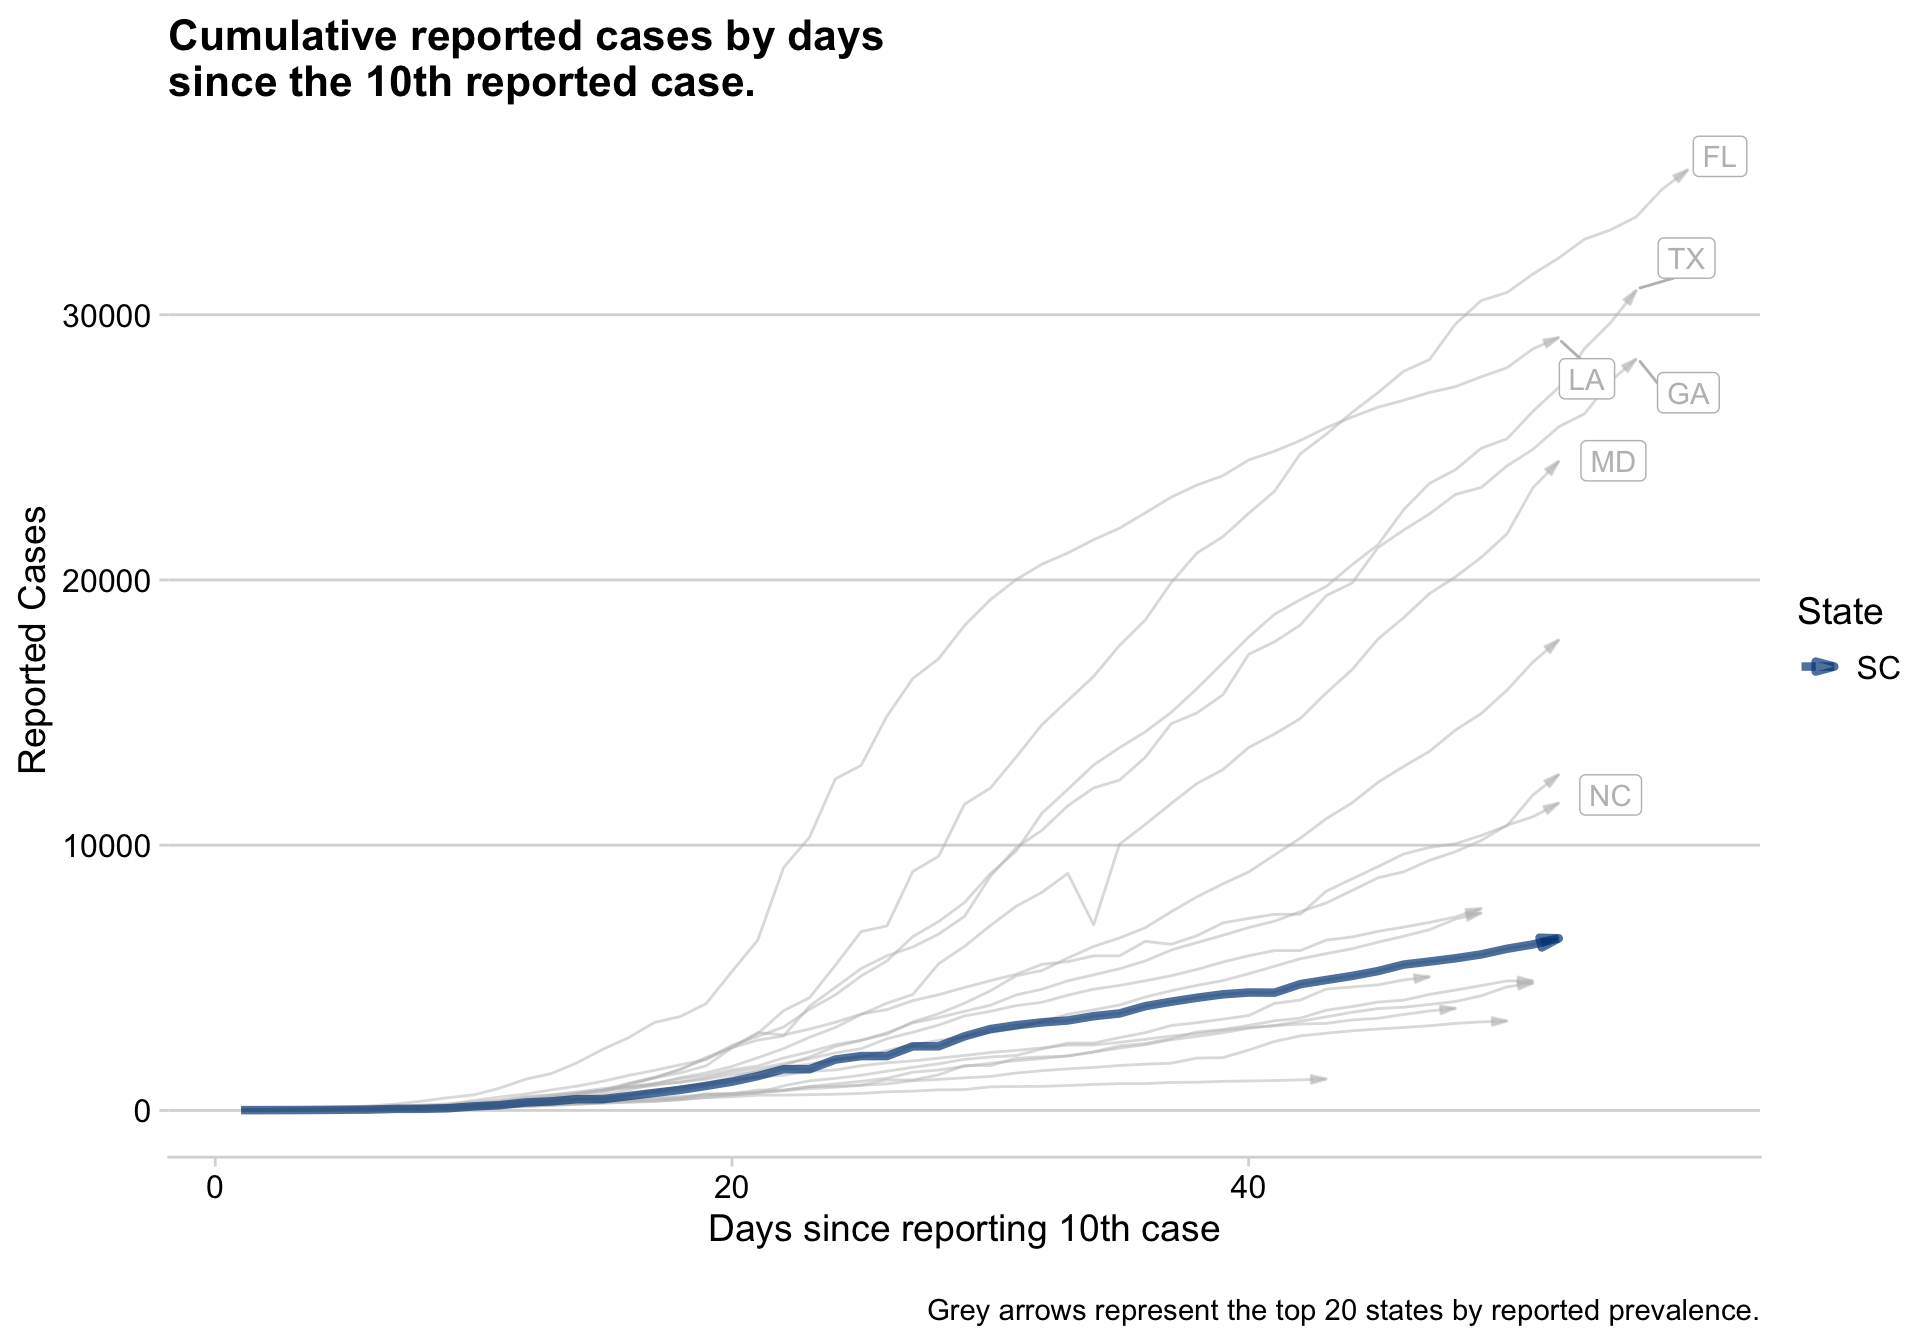 Cumulative reported cases by days
since the 10th reported case.
FL
TX
30000
LA
GA
MD
Reported Cases
20000
State
SC
NC
10000
0
0 20 40
Days since reporting 10th case
Grey arrows represent the top 20 states by reported prevalence.